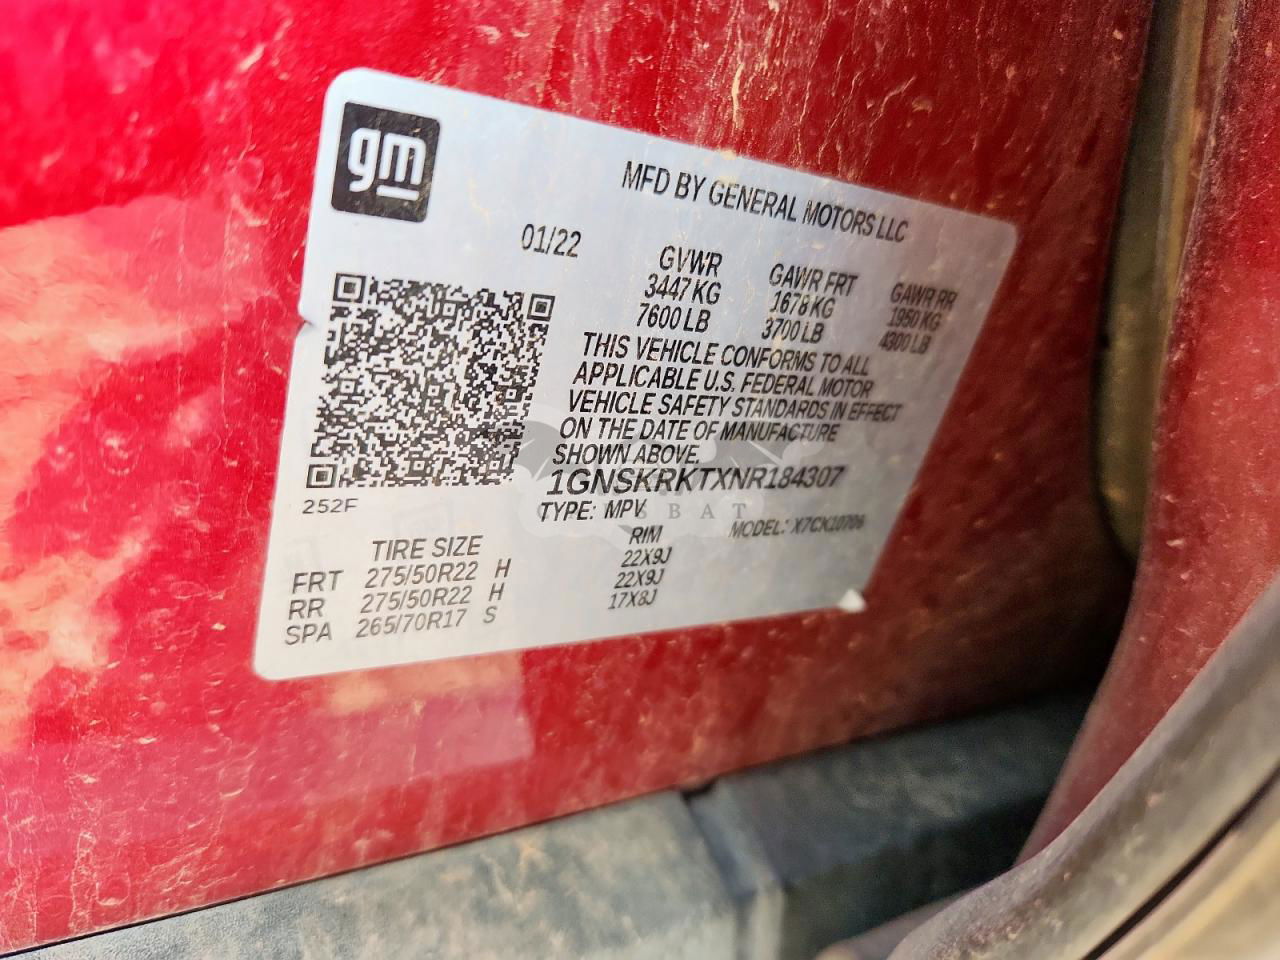 gm
MFD BY GENERAL MOTORS LLC
01/22
GVWR GAWR FRT GAWR RR
3447 KG 1678 KG 1950 KG
7600 LB 3700 LB 4300 LB
THIS VEHICLE CONFORMS TO ALL
APPLICABLE U.S. FEDERAL MOTOR
VEHICLE SAFETY STANDARDS IN EFFECT
ON THE DATE OF MANUFACTURE
SHOWN ABOVE.
1GNSKRKTXNR184307
252F
TYPE: MPV MODEL: X7CK10706
TIRE SIZE RIM
FRT 275/50R22 H 22X9J
RR 275/50R22 H 22X9J
SPA 265/70R17 S 17X8J